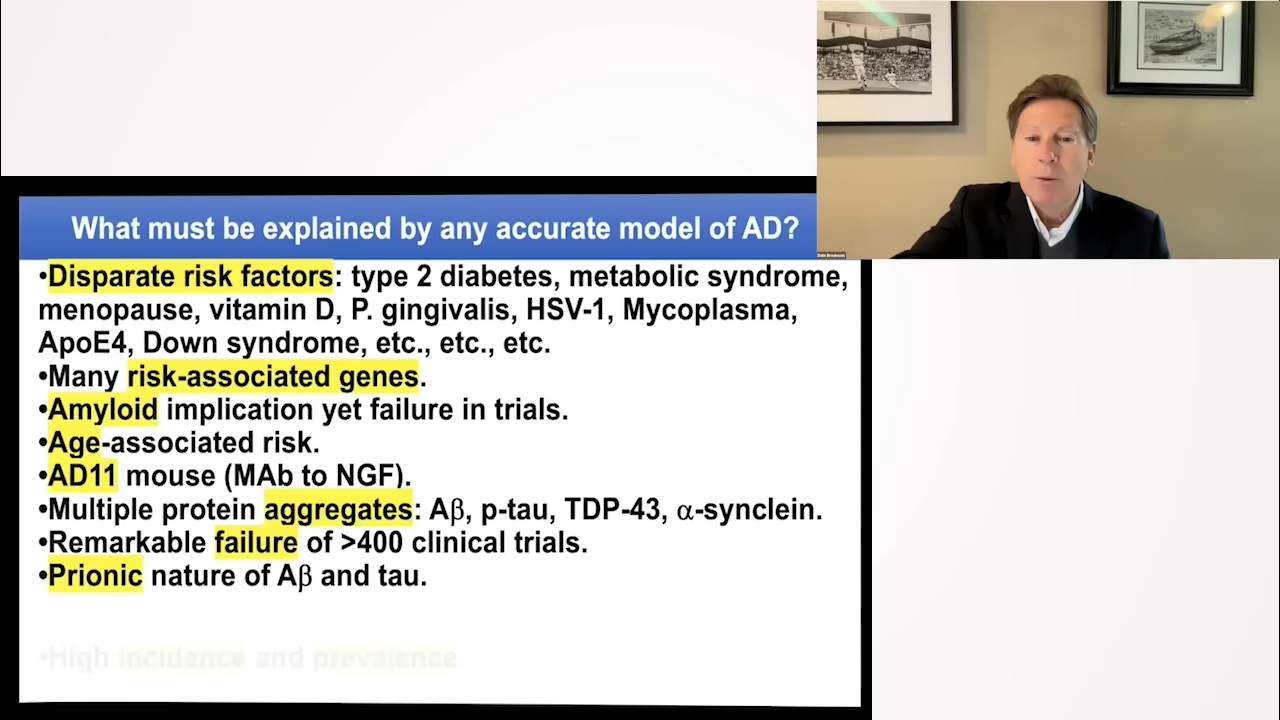 What must be explained by any accurate model of AD?
•Disparate risk factors: type 2 diabetes, metabolic syndrome,
menopause, vitamin D, P. gingivalis, HSV-1, Mycoplasma,
ApoE4, Down syndrome, etc., etc., etc.
•Many risk-associated genes.
•Amyloid implication yet failure in trials.
•Age-associated risk.
•AD11 mouse (MAb to NGF).
•Multiple protein aggregates: Aβ, p-tau, TDP-43, α-synclein.
•Remarkable failure of >400 clinical trials.
•Prionic nature of Aβ and tau.
•High incidence and prevalence
Dale Bredesen